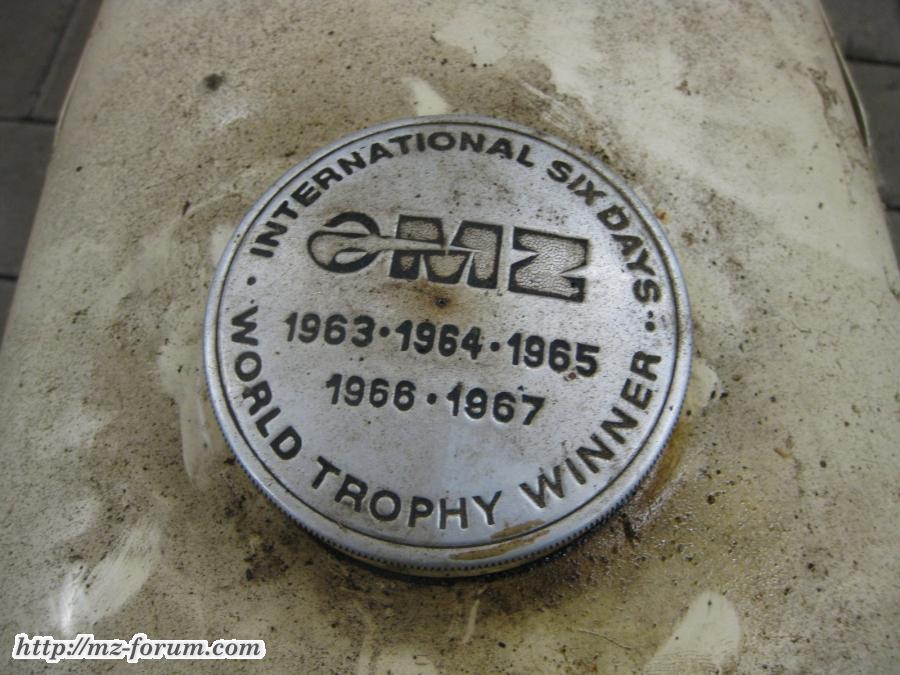 INTERNATIONAL SIX DAYS
MZ
1963 · 1964 · 1965
1966 · 1967
WORLD TROPHY WINNER
http://mz-forum.com